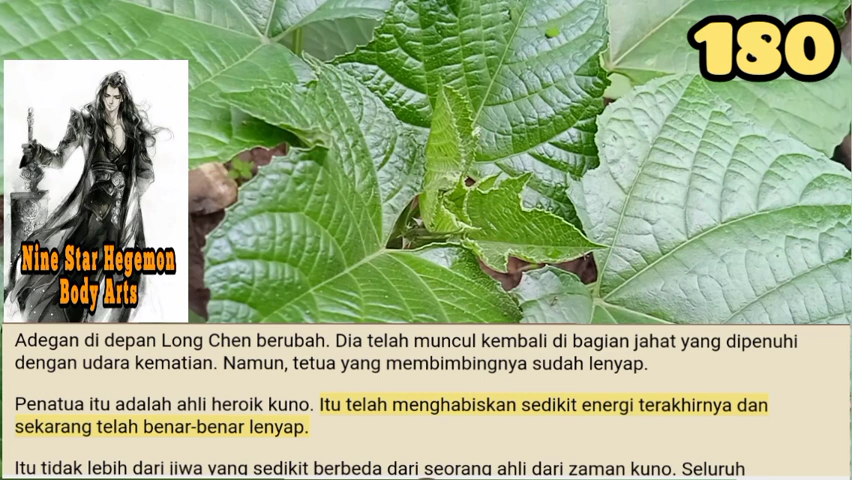 180
Nine Star Hegemon
Body Arts
Adegan di depan Long Chen berubah. Dia telah muncul kembali di bagian jahat yang dipenuhi
dengan udara kematian. Namun, tetua yang membimbingnya sudah lenyap.
Penatua itu adalah ahli heroik kuno. Itu telah menghabiskan sedikit energi terakhirnya dan
sekarang telah benar-benar lenyap.
Itu tidak lebih dari jiwa yang sedikit berbeda dari seorang ahli dari zaman kuno. Seluruh